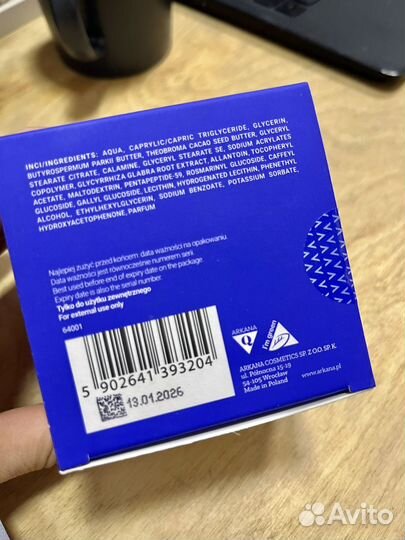 INCI/INGREDIENTS: AQUA, CAPRYLIC/CAPRIC TRIGLYCERIDE, GLYCERIN,
BUTYROSPERMUM PARKII BUTTER, THEOBROMA CACAO SEED BUTTER, GLYCERYL
STEARATE CITRATE, CALAMINE, GLYCERYL STEARATE SE, SODIUM ACRYLATES
COPOLYMER, GLYCYRRHIZA GLABRA ROOT EXTRACT, ALLANTOIN, TOCOPHERYL
ACETATE, MALTODEXTRIN, PENTAPEPTIDE-59, ROSMARINYL GLUCOSIDE, CAFFEYL
GLUCOSIDE, GALLYL GLUCOSIDE, LECITHIN, HYDROGENATED LECITHIN, PHENETHYL
ALCOHOL, ETHYLHEXYLGLYCERIN, SODIUM BENZOATE, POTASSIUM SORBATE,
HYDROXYACETOPHENONE, PARFUM
Najlepiej zużyć przed końcem: data ważności na opakowaniu.
Data ważności jest równocześnie numerem serii.
Best used before end of expiry date on the package
Expiry date is also the serial number.
Tylko do użytku zewnętrznego
For external use only
64001
5 902641 393204
13.01.2026
ARKANA
Q
I'm green
ARKANA COSMETICS SP. Z O.O. SP. K.
ul. Północna 15-19
54-105 Wrocław
Made in Poland
www.arkana.pl
Avito